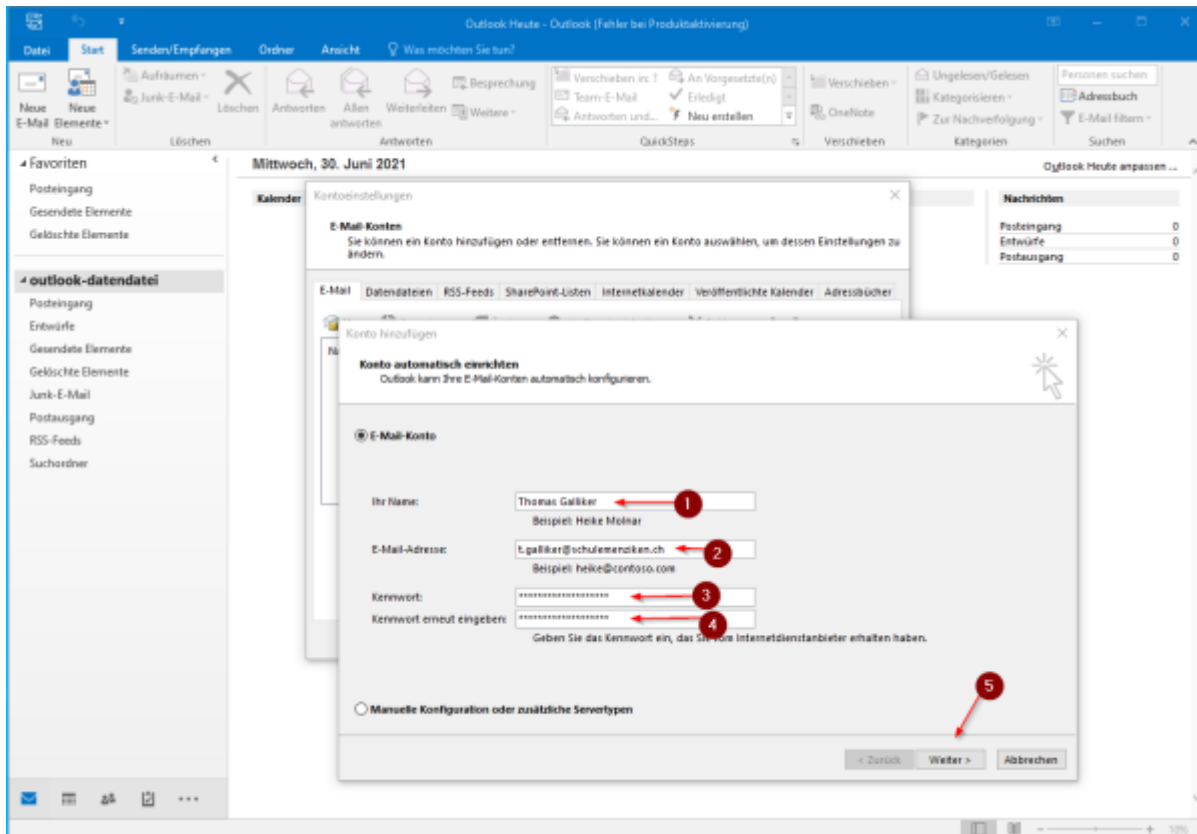 Outlook Heute - Outlook (Fehler bei Produktaktivierung)
Datei Start Senden/Empfangen Ordner Ansicht Was möchten Sie tun?
Neue E-Mail
Neue Elemente
Neu
Aufräumen
Junk-E-Mail
Löschen
Löschen
Antworten
Allen antworten
Weiterleiten
Besprechung
Weitere
Antworten
Verschieben in: ?
Team-E-Mail
Antworten und...
An Vorgesetzte(n)
Erledigt
Neu erstellen
QuickSteps
Verschieben
OneNote
Verschieben
Ungelesen/Gelesen
Kategorisieren
Zur Nachverfolgung
Kategorien
Personen suchen
Adressbuch
E-Mail filtern
Suchen
Favoriten
Posteingang
Gesendete Elemente
Gelöschte Elemente
outlook-datendatei
Posteingang
Entwürfe
Gesendete Elemente
Gelöschte Elemente
Junk-E-Mail
Postausgang
RSS-Feeds
Suchordner
Mittwoch, 30. Juni 2021
Outlook Heute anpassen ...
Kalender
Nachrichten
Posteingang 0
Entwürfe 0
Postausgang 0
Kontoeinstellungen
E-Mail-Konten
Sie können ein Konto hinzufügen oder entfernen. Sie können ein Konto auswählen, um dessen Einstellungen zu
ändern.
E-Mail Datendateien RSS-Feeds SharePoint-Listen Internetkalender Veröffentlichte Kalender Adressbücher
Konto hinzufügen
Konto automatisch einrichten
Outlook kann Ihre E-Mail-Konten automatisch konfigurieren.
E-Mail-Konto
Ihr Name: Thomas Galliker 1
Beispiel: Heike Molnar
E-Mail-Adresse: t.galliker@schulemenziken.ch 2
Beispiel: heike@contoso.com
Kennwort: ******************* 3
Kennwort erneut eingeben: ******************* 4
Geben Sie das Kennwort ein, das Sie vom Internetdienstanbieter erhalten haben.
5
Manuelle Konfiguration oder zusätzliche Servertypen
< Zurück Weiter > Abbrechen
10%